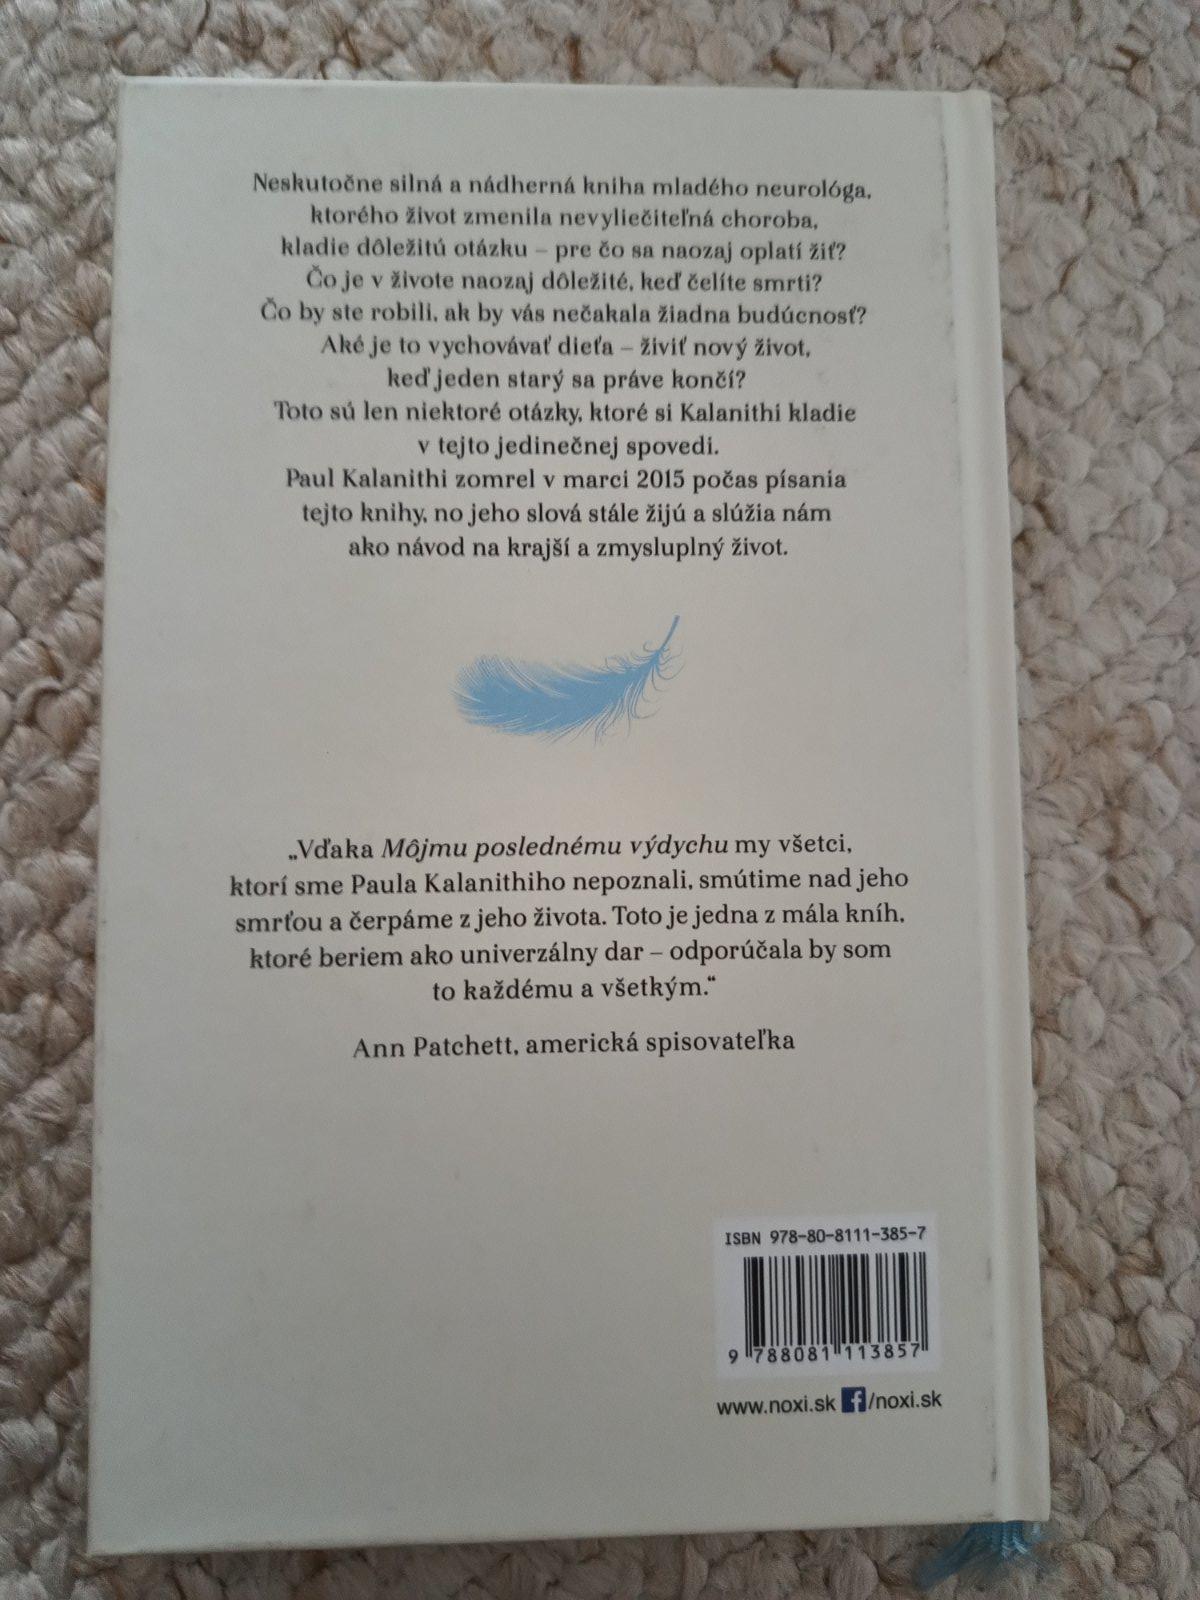 Neskutočne silná a nádherná kniha mladého neurológa,
ktorého život zmenila nevyliečiteľná choroba,
kladie dôležitú otázku – pre čo sa naozaj oplatí žiť?
Čo je v živote naozaj dôležité, keď čelíte smrti?
Čo by ste robili, ak by vás nečakala žiadna budúcnosť?
Aké je to vychovávať dieťa – živiť nový život,
keď jeden starý sa práve končí?
Toto sú len niektoré otázky, ktoré si Kalanithi kladie
v tejto jedinečnej spovedi.
Paul Kalanithi zomrel v marci 2015 počas písania
tejto knihy, no jeho slová stále žijú a slúžia nám
ako návod na krajší a zmysluplný život.
„Vďaka Môjmu poslednému výdychu my všetci,
ktorí sme Paula Kalanithiho nepoznali, smútime nad jeho
smrťou a čerpáme z jeho života. Toto je jedna z mála kníh,
ktoré beriem ako univerzálny dar – odporúčala by som
to každému a všetkým.“
Ann Patchett, americká spisovateľka
ISBN 978-80-8111-385-7
9 788081 113857
www.noxi.sk f/noxi.sk